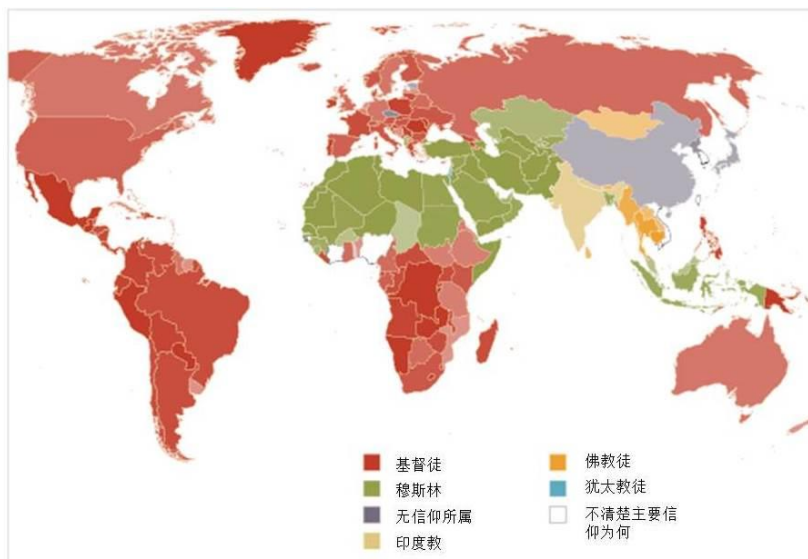 基督徒
穆斯林
无信仰所属
印度教
佛教徒
犹太教徒
不清楚主要信
仰为何